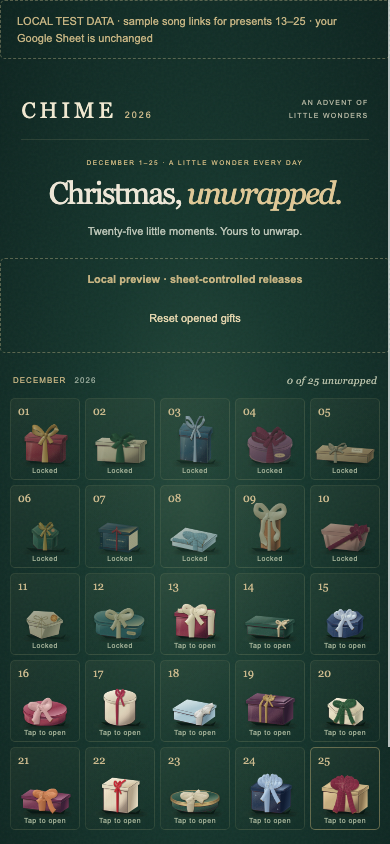 LOCAL TEST DATA · sample song links for presents 13–25 · your
Google Sheet is unchanged
CHIME 2026
AN ADVENT OF
LITTLE WONDERS
DECEMBER 1–25 · A LITTLE WONDER EVERY DAY
Christmas, unwrapped.
Twenty-five little moments. Yours to unwrap.
Local preview · sheet-controlled releases
Reset opened gifts
DECEMBER 2026
0 of 25 unwrapped
01 02 03 04 05
Locked Locked Locked Locked Locked
06 07 08 09 10
Locked Locked Locked Locked Locked
11 12 13 14 15
Locked Locked Tap to open Tap to open Tap to open
16 17 18 19 20
Tap to open Tap to open Tap to open Tap to open Tap to open
21 22 23 24 25
Tap to open Tap to open Tap to open Tap to open Tap to open